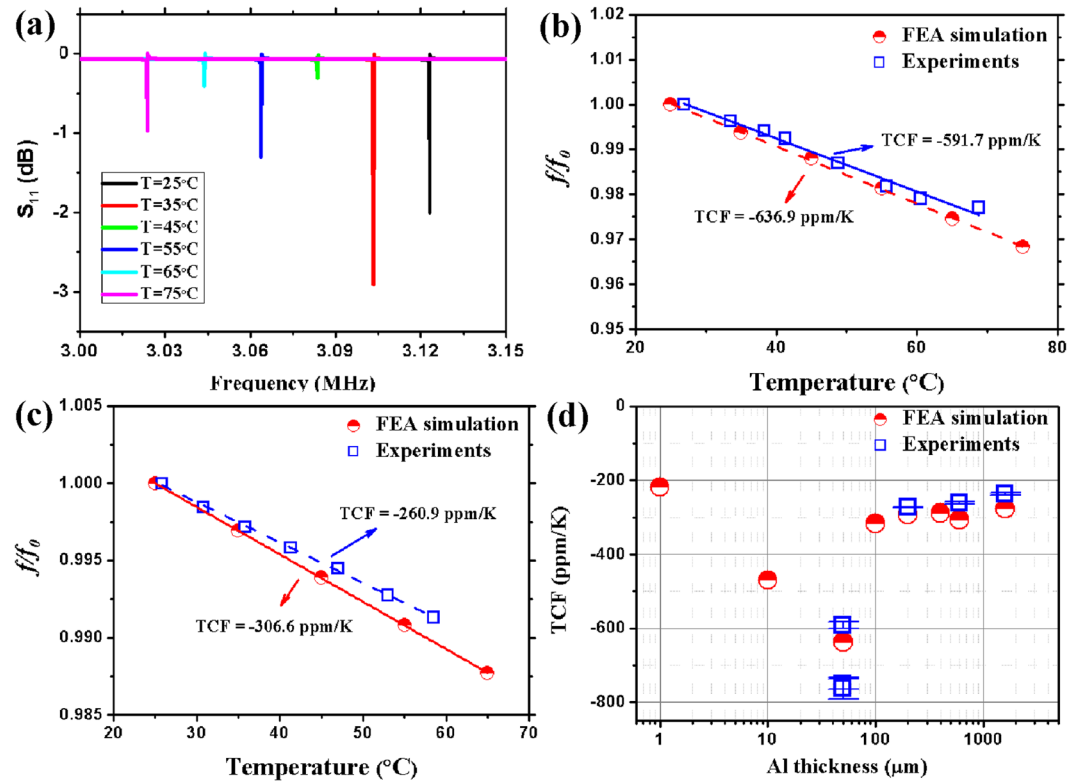 (a)
0
-1
-2
-3
S11 (dB)
T=25°C
T=35°C
T=45°C
T=55°C
T=65°C
T=75°C
3.00 3.03 3.06 3.09 3.12 3.15
Frequency (MHz)
(b)
1.02
1.01
1.00
0.99
0.98
0.97
0.96
0.95
f/f0
FEA simulation
Experiments
TCF = -591.7 ppm/K
TCF = -636.9 ppm/K
20 40 60 80
Temperature (°C)
(c)
1.005
1.000
0.995
0.990
0.985
f/f0
FEA simulation
Experiments
TCF = -260.9 ppm/K
TCF = -306.6 ppm/K
20 30 40 50 60 70
Temperature (°C)
(d)
0
-200
-400
-600
-800
TCF (ppm/K)
FEA simulation
Experiments
1 10 100 1000
Al thickness (μm)